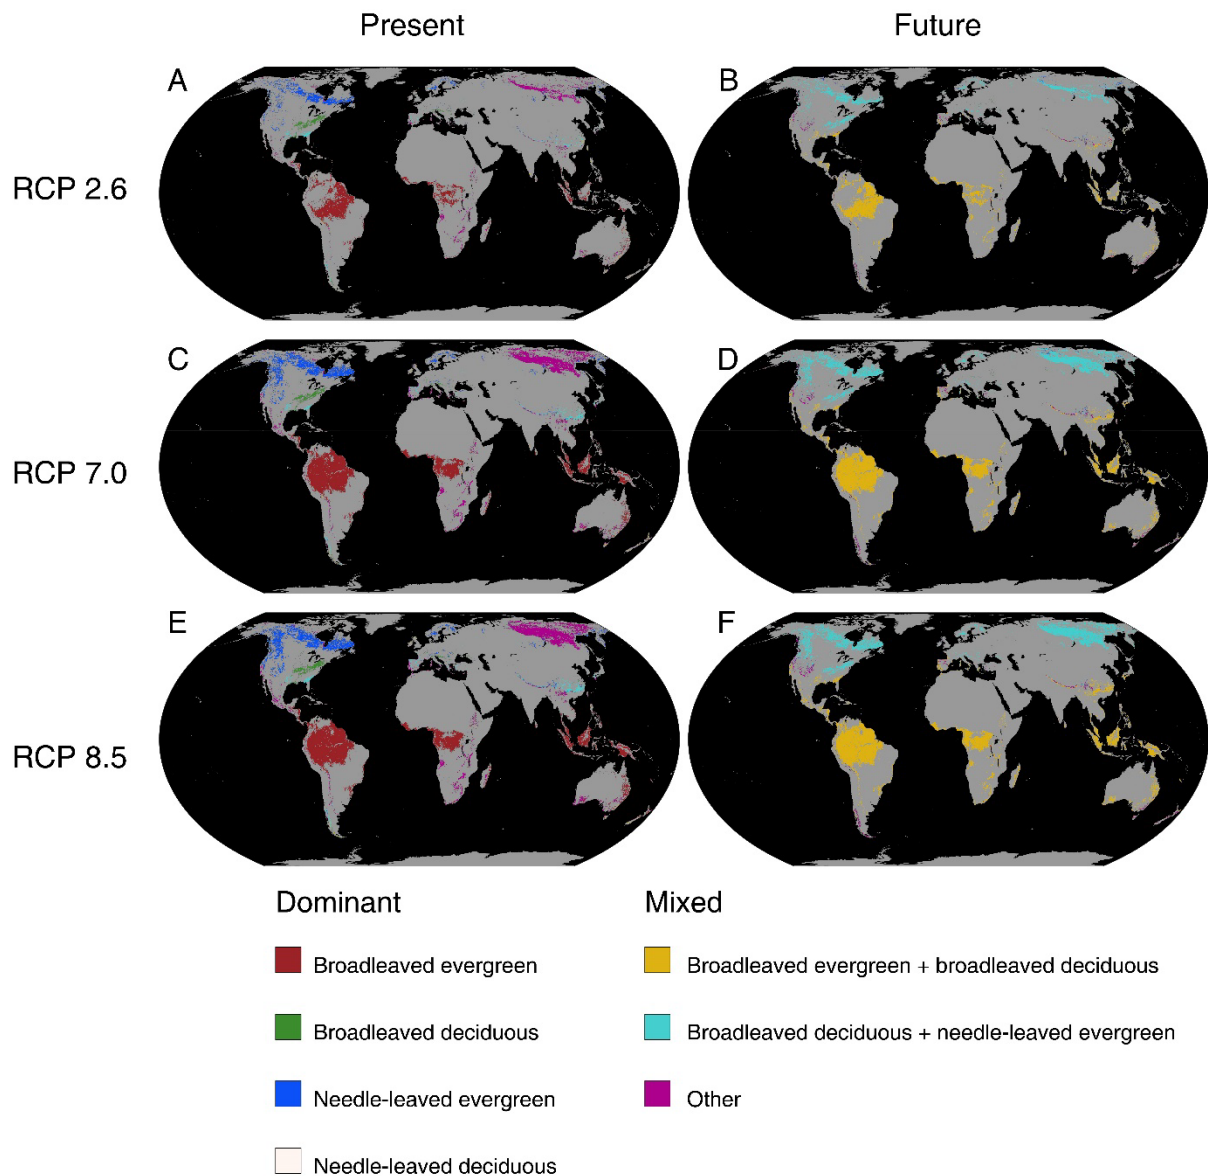 Present
Future
A
B
RCP 2.6
C
D
RCP 7.0
E
F
RCP 8.5
Dominant
Mixed
Broadleaved evergreen
Broadleaved evergreen + broadleaved deciduous
Broadleaved deciduous
Broadleaved deciduous + needle-leaved evergreen
Needle-leaved evergreen
Other
Needle-leaved deciduous